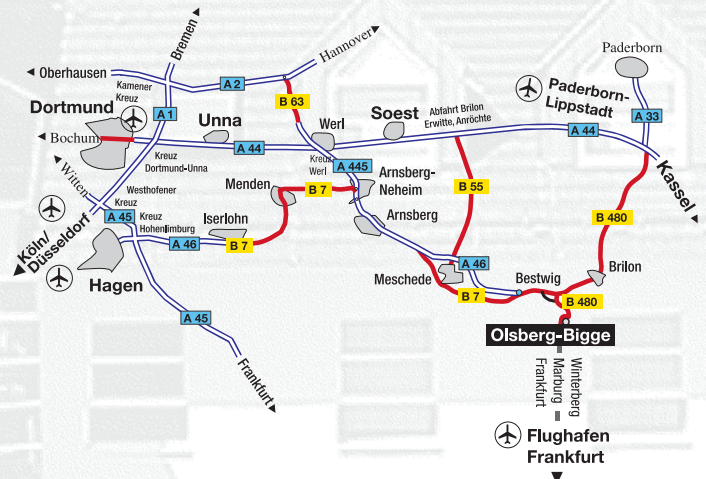 Bremen
Hannover
Paderborn
Oberhausen
Kamener
Kreuz
A 2
B 63
A 1
Dortmund
Unna
Soest
Werl
Abfahrt Brilon
Erwitte, Anröchte
Paderborn-
Lippstadt
A 33
A 44
Bochum
A 44
Kreuz
Dortmund-Unna
Kreuz
Werl
A 445
Kassel
Witten
Westhofener
Kreuz
Menden
B 7
Arnsberg-
Neheim
B 55
A 45
Kreuz
Hohenlimburg
Iserlohn
Arnsberg
B 480
Köln/
Düsseldorf
A 46
B 7
Hagen
A 46
Meschede
Bestwig
Brilon
B 7
B 480
A 45
Olsberg-Bigge
Frankfurt
Winterberg
Marburg
Frankfurt
Flughafen
Frankfurt